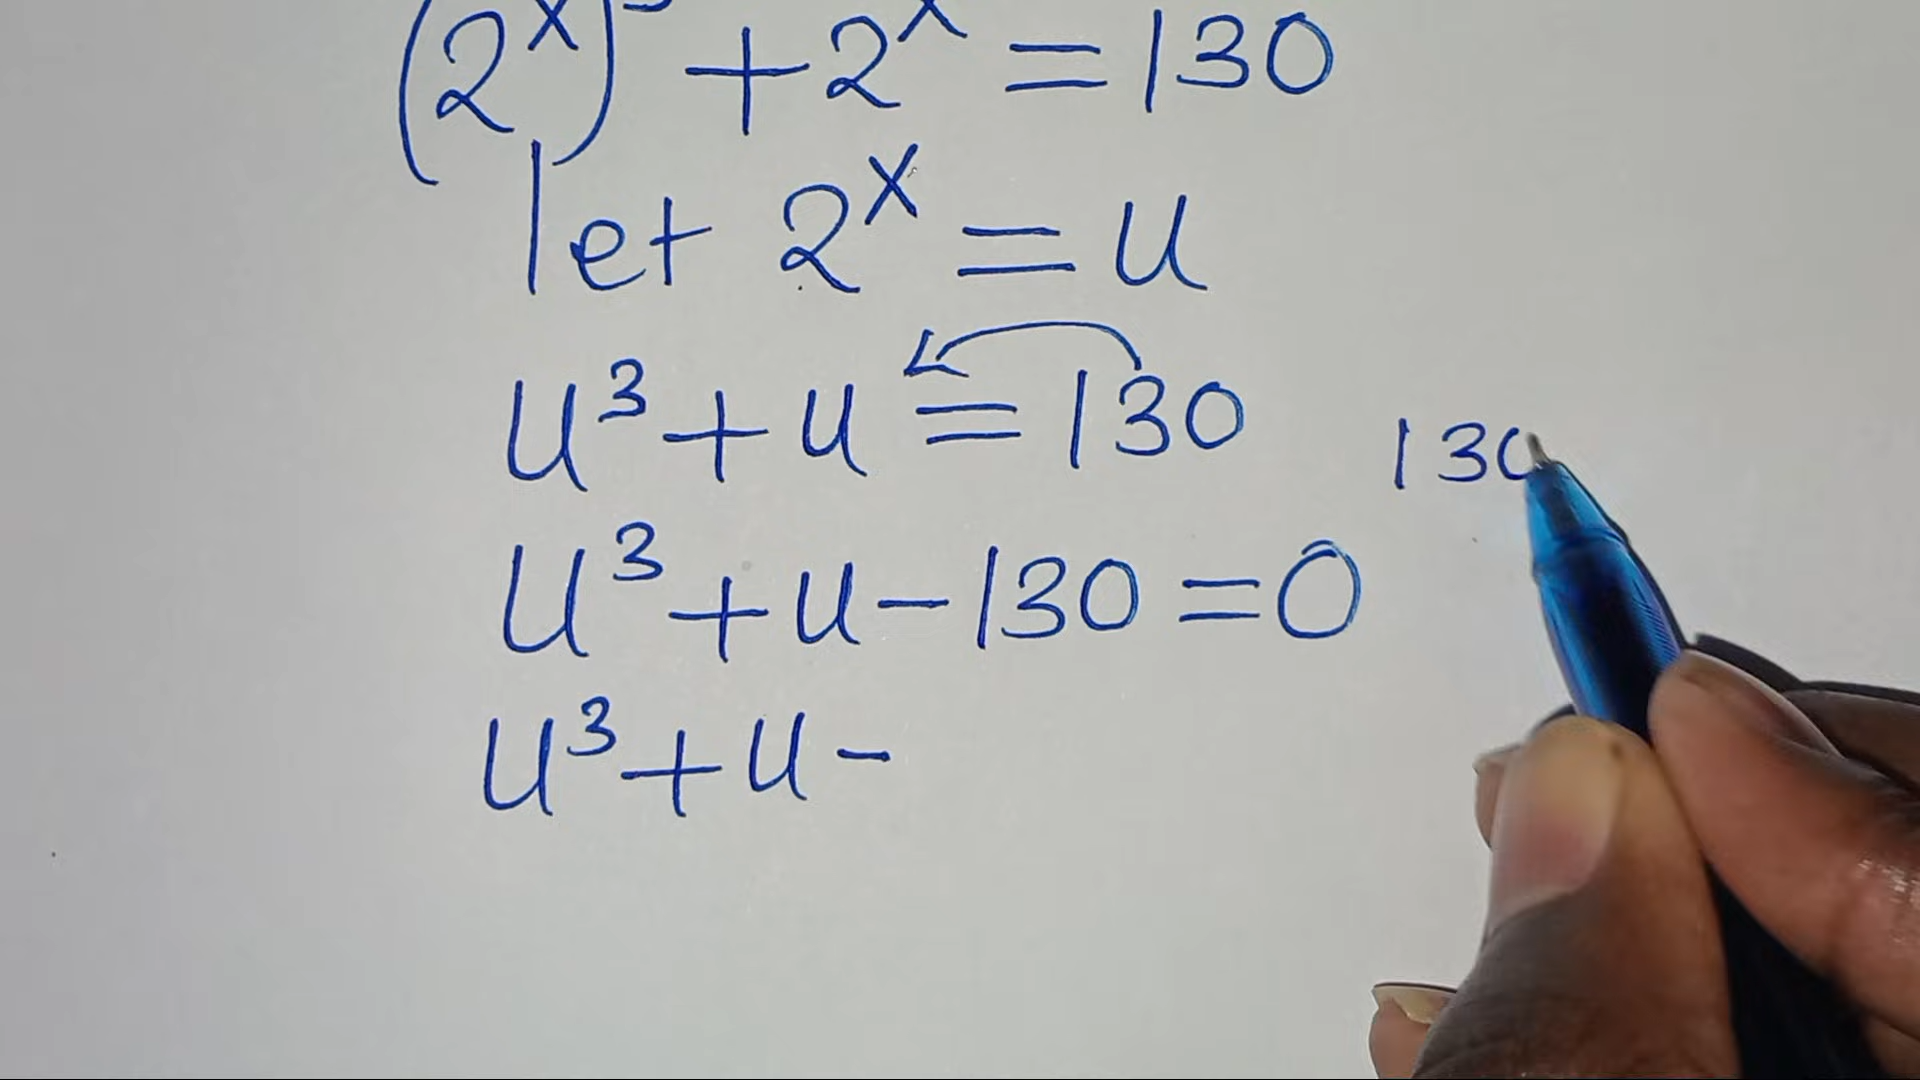 (2^x)^3 + 2^x = 130
let 2^x = u
u^3 + u = 130
130
u^3 + u - 130 = 0
u^3 + u -